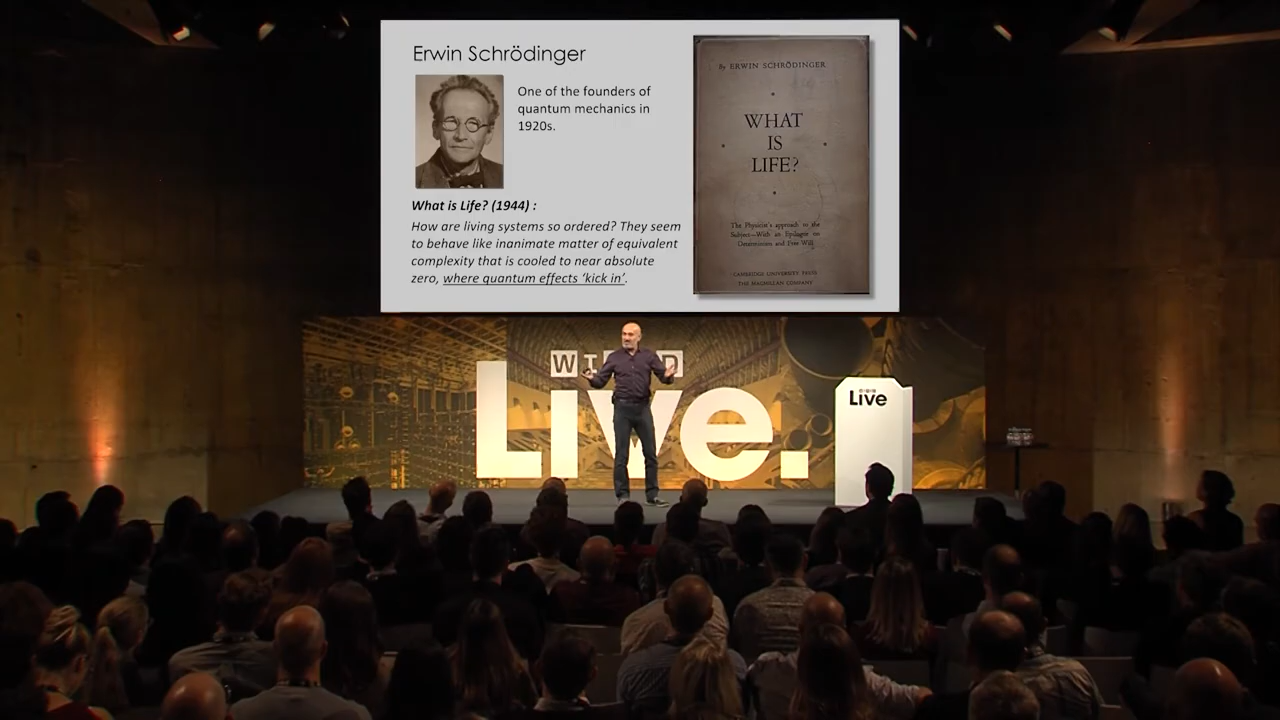 Erwin Schrödinger
One of the founders of
quantum mechanics in
1920s.
What is Life? (1944) :
How are living systems so ordered? They seem
to behave like inanimate matter of equivalent
complexity that is cooled to near absolute
zero, where quantum effects ‘kick in’.
By ERWIN SCHRÖDINGER
WHAT
IS
LIFE?
The Physicist's approach to the
Subject—With an Epilogue on
Determinism and Free Will
CAMBRIDGE UNIVERSITY PRESS
THE MACMILLAN COMPANY
WI D
Live.
Live